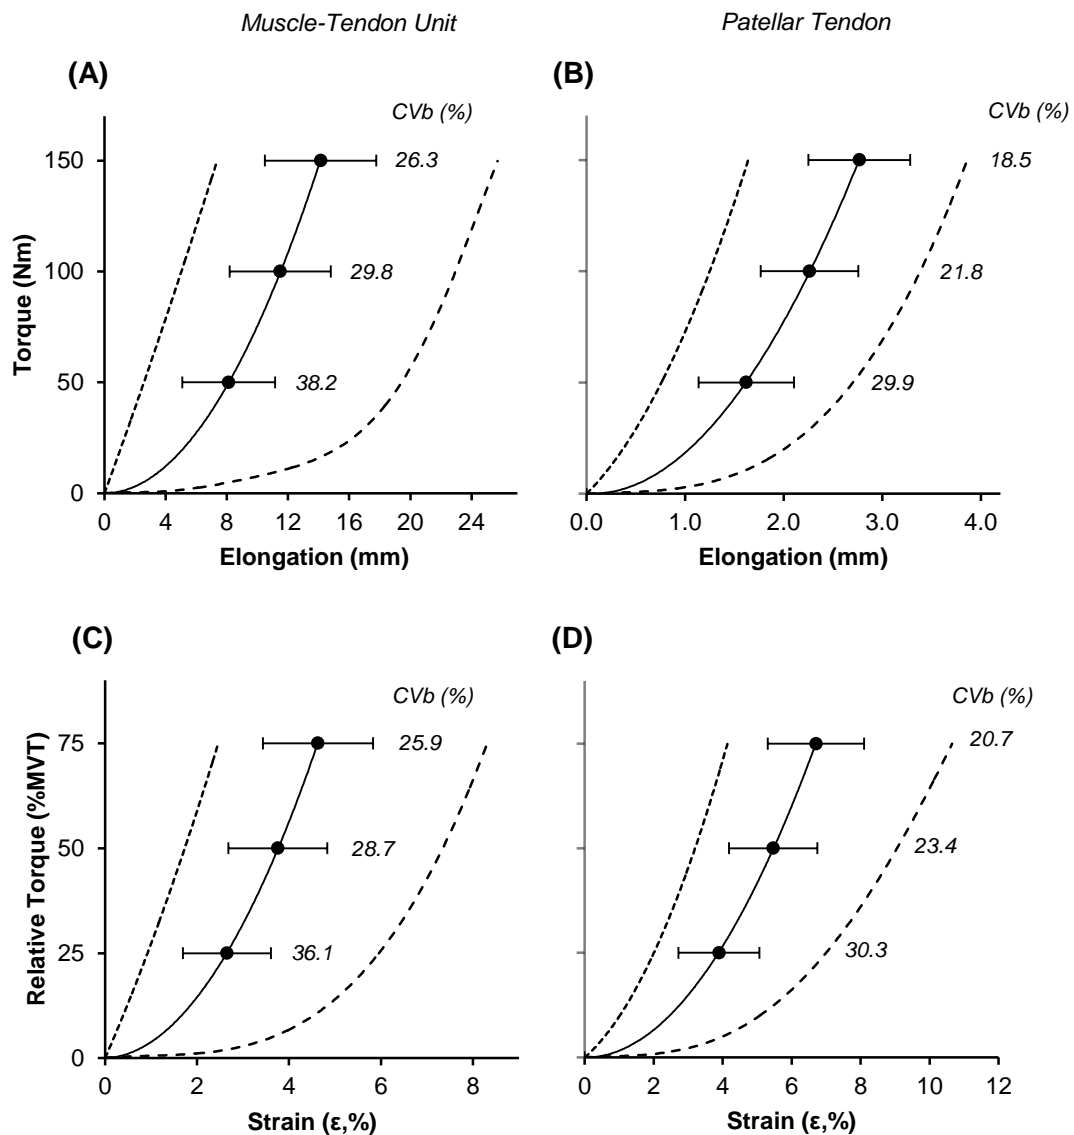 Muscle-Tendon Unit
Patellar Tendon
(A)
CVb (%)
150
100
50
0
Torque (Nm)
26.3
29.8
38.2
0 4 8 12 16 20 24
Elongation (mm)
(B)
CVb (%)
18.5
21.8
29.9
0.0 1.0 2.0 3.0 4.0
Elongation (mm)
(C)
CVb (%)
75
50
25
0
Relative Torque (%MVT)
25.9
28.7
36.1
0 2 4 6 8
Strain (ε,%)
(D)
CVb (%)
20.7
23.4
30.3
0 2 4 6 8 10 12
Strain (ε,%)